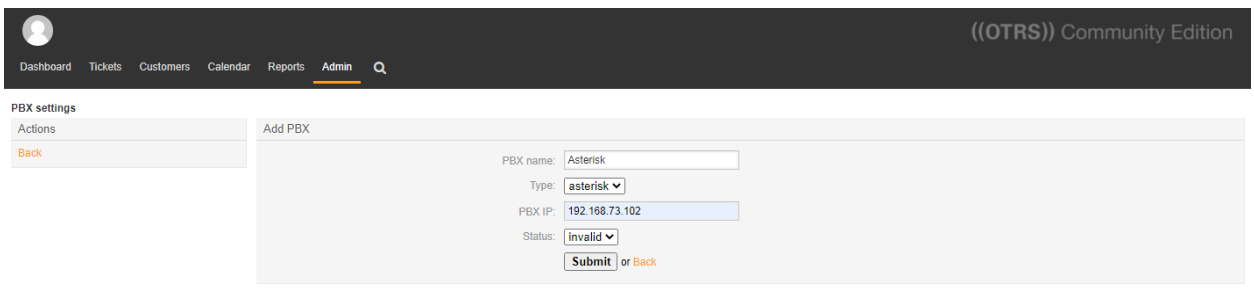 ((OTRS)) Community Edition
Dashboard Tickets Customers Calendar Reports Admin
PBX settings
Actions
Back
Add PBX
PBX name: Asterisk
Type: asterisk
PBX IP: 192.168.73.102
Status: invalid
Submit or Back